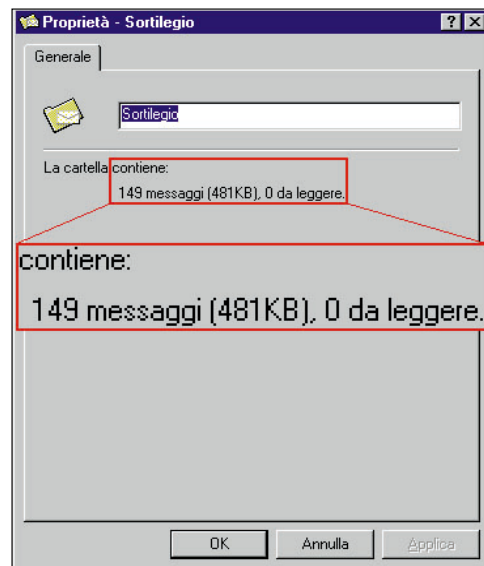 Proprietà - Sortilegio
Generale
Sortilegio
La cartella contiene:
149 messaggi (481KB), 0 da leggere.
contiene:
149 messaggi (481KB), 0 da leggere.
OK Annulla Applica